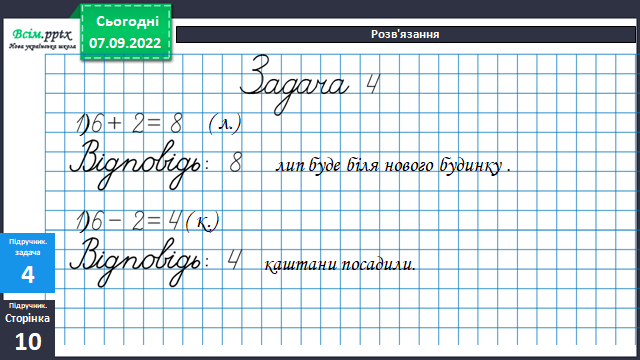 Всім.pptx
Нова українська школа
Сьогодні
07.09.2022
Розв'язання
Задача 4
1)6 + 2 = 8 (л.)
Відповідь: 8 лип буде біля нового будинку .
1)6 − 2 = 4 (к.)
Відповідь: 4 каштани посадили.
Підручник.
задача
4
Підручник.
Сторінка
10